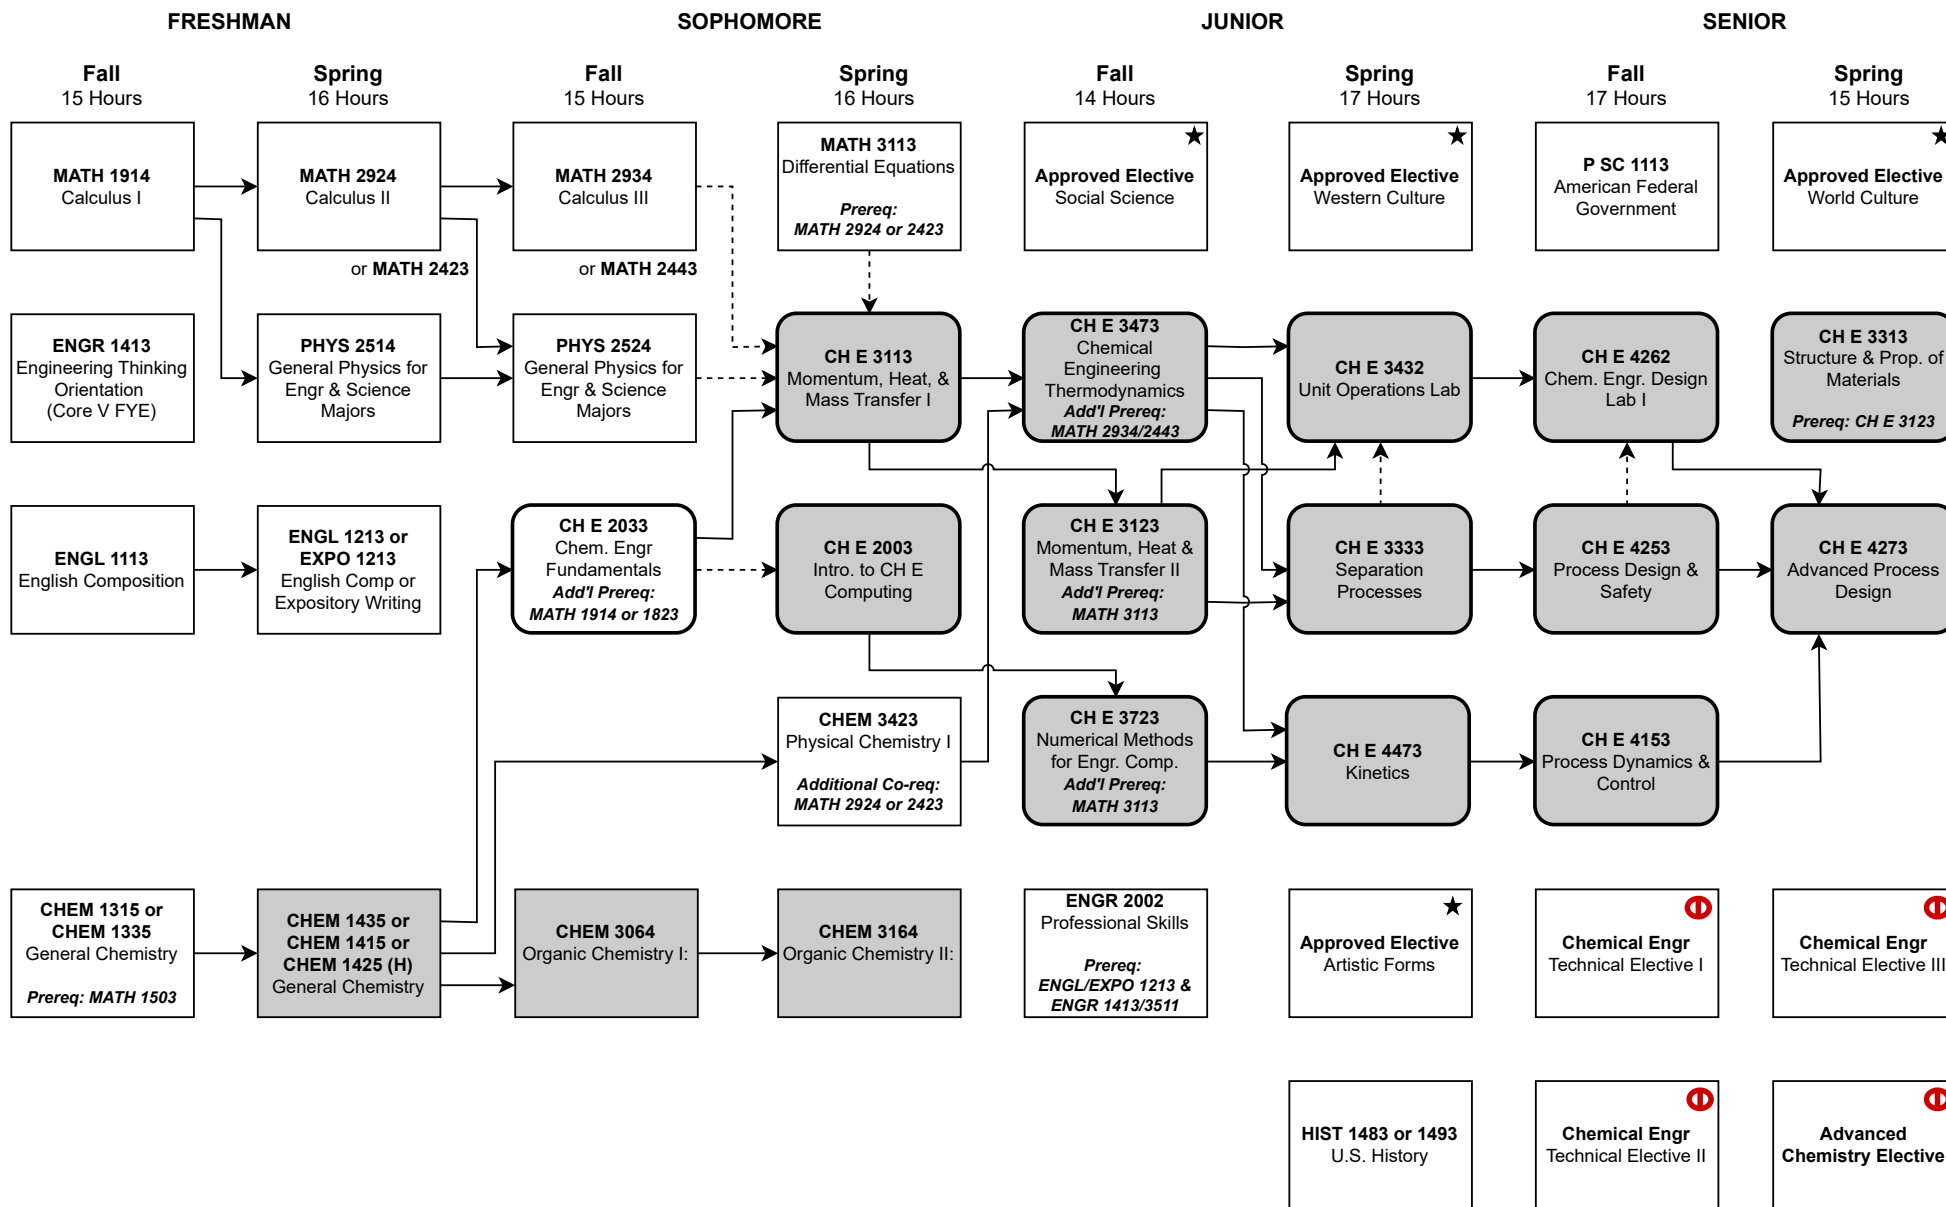 FRESHMAN
SOPHOMORE
JUNIOR
SENIOR
Fall
15 Hours
Spring
16 Hours
Fall
15 Hours
Spring
16 Hours
Fall
14 Hours
Spring
17 Hours
Fall
17 Hours
Spring
15 Hours
MATH 1914
Calculus I
MATH 2924
Calculus II
or MATH 2423
MATH 2934
Calculus III
or MATH 2443
MATH 3113
Differential Equations
Prereq:
MATH 2924 or 2423
Approved Elective
Social Science
Approved Elective
Western Culture
P SC 1113
American Federal
Government
Approved Elective
World Culture
ENGR 1413
Engineering Thinking
Orientation
(Core V FYE)
PHYS 2514
General Physics for
Engr & Science
Majors
PHYS 2524
General Physics for
Engr & Science
Majors
CH E 3113
Momentum, Heat, &
Mass Transfer I
CH E 3473
Chemical
Engineering
Thermodynamics
Add'l Prereq:
MATH 2934/2443
CH E 3432
Unit Operations Lab
CH E 4262
Chem. Engr. Design
Lab I
CH E 3313
Structure & Prop. of
Materials
Prereq: CH E 3123
ENGL 1113
English Composition
ENGL 1213 or
EXPO 1213
English Comp or
Expository Writing
CH E 2033
Chem. Engr
Fundamentals
Add'l Prereq:
MATH 1914 or 1823
CH E 2003
Intro. to CH E
Computing
CH E 3123
Momentum, Heat &
Mass Transfer II
Add'l Prereq:
MATH 3113
CH E 3333
Separation
Processes
CH E 4253
Process Design &
Safety
CH E 4273
Advanced Process
Design
CHEM 3423
Physical Chemistry I
Additional Co-req:
MATH 2924 or 2423
CH E 3723
Numerical Methods
for Engr. Comp.
Add'l Prereq:
MATH 3113
CH E 4473
Kinetics
CH E 4153
Process Dynamics &
Control
CHEM 1315 or
CHEM 1335
General Chemistry
Prereq: MATH 1503
CHEM 1435 or
CHEM 1415 or
CHEM 1425 (H)
General Chemistry
CHEM 3064
Organic Chemistry I:
CHEM 3164
Organic Chemistry II:
ENGR 2002
Professional Skills
Prereq:
ENGL/EXPO 1213 &
ENGR 1413/3511
Approved Elective
Artistic Forms
Chemical Engr
Technical Elective I
Chemical Engr
Technical Elective III
HIST 1483 or 1493
U.S. History
Chemical Engr
Technical Elective II
Advanced
Chemistry Elective